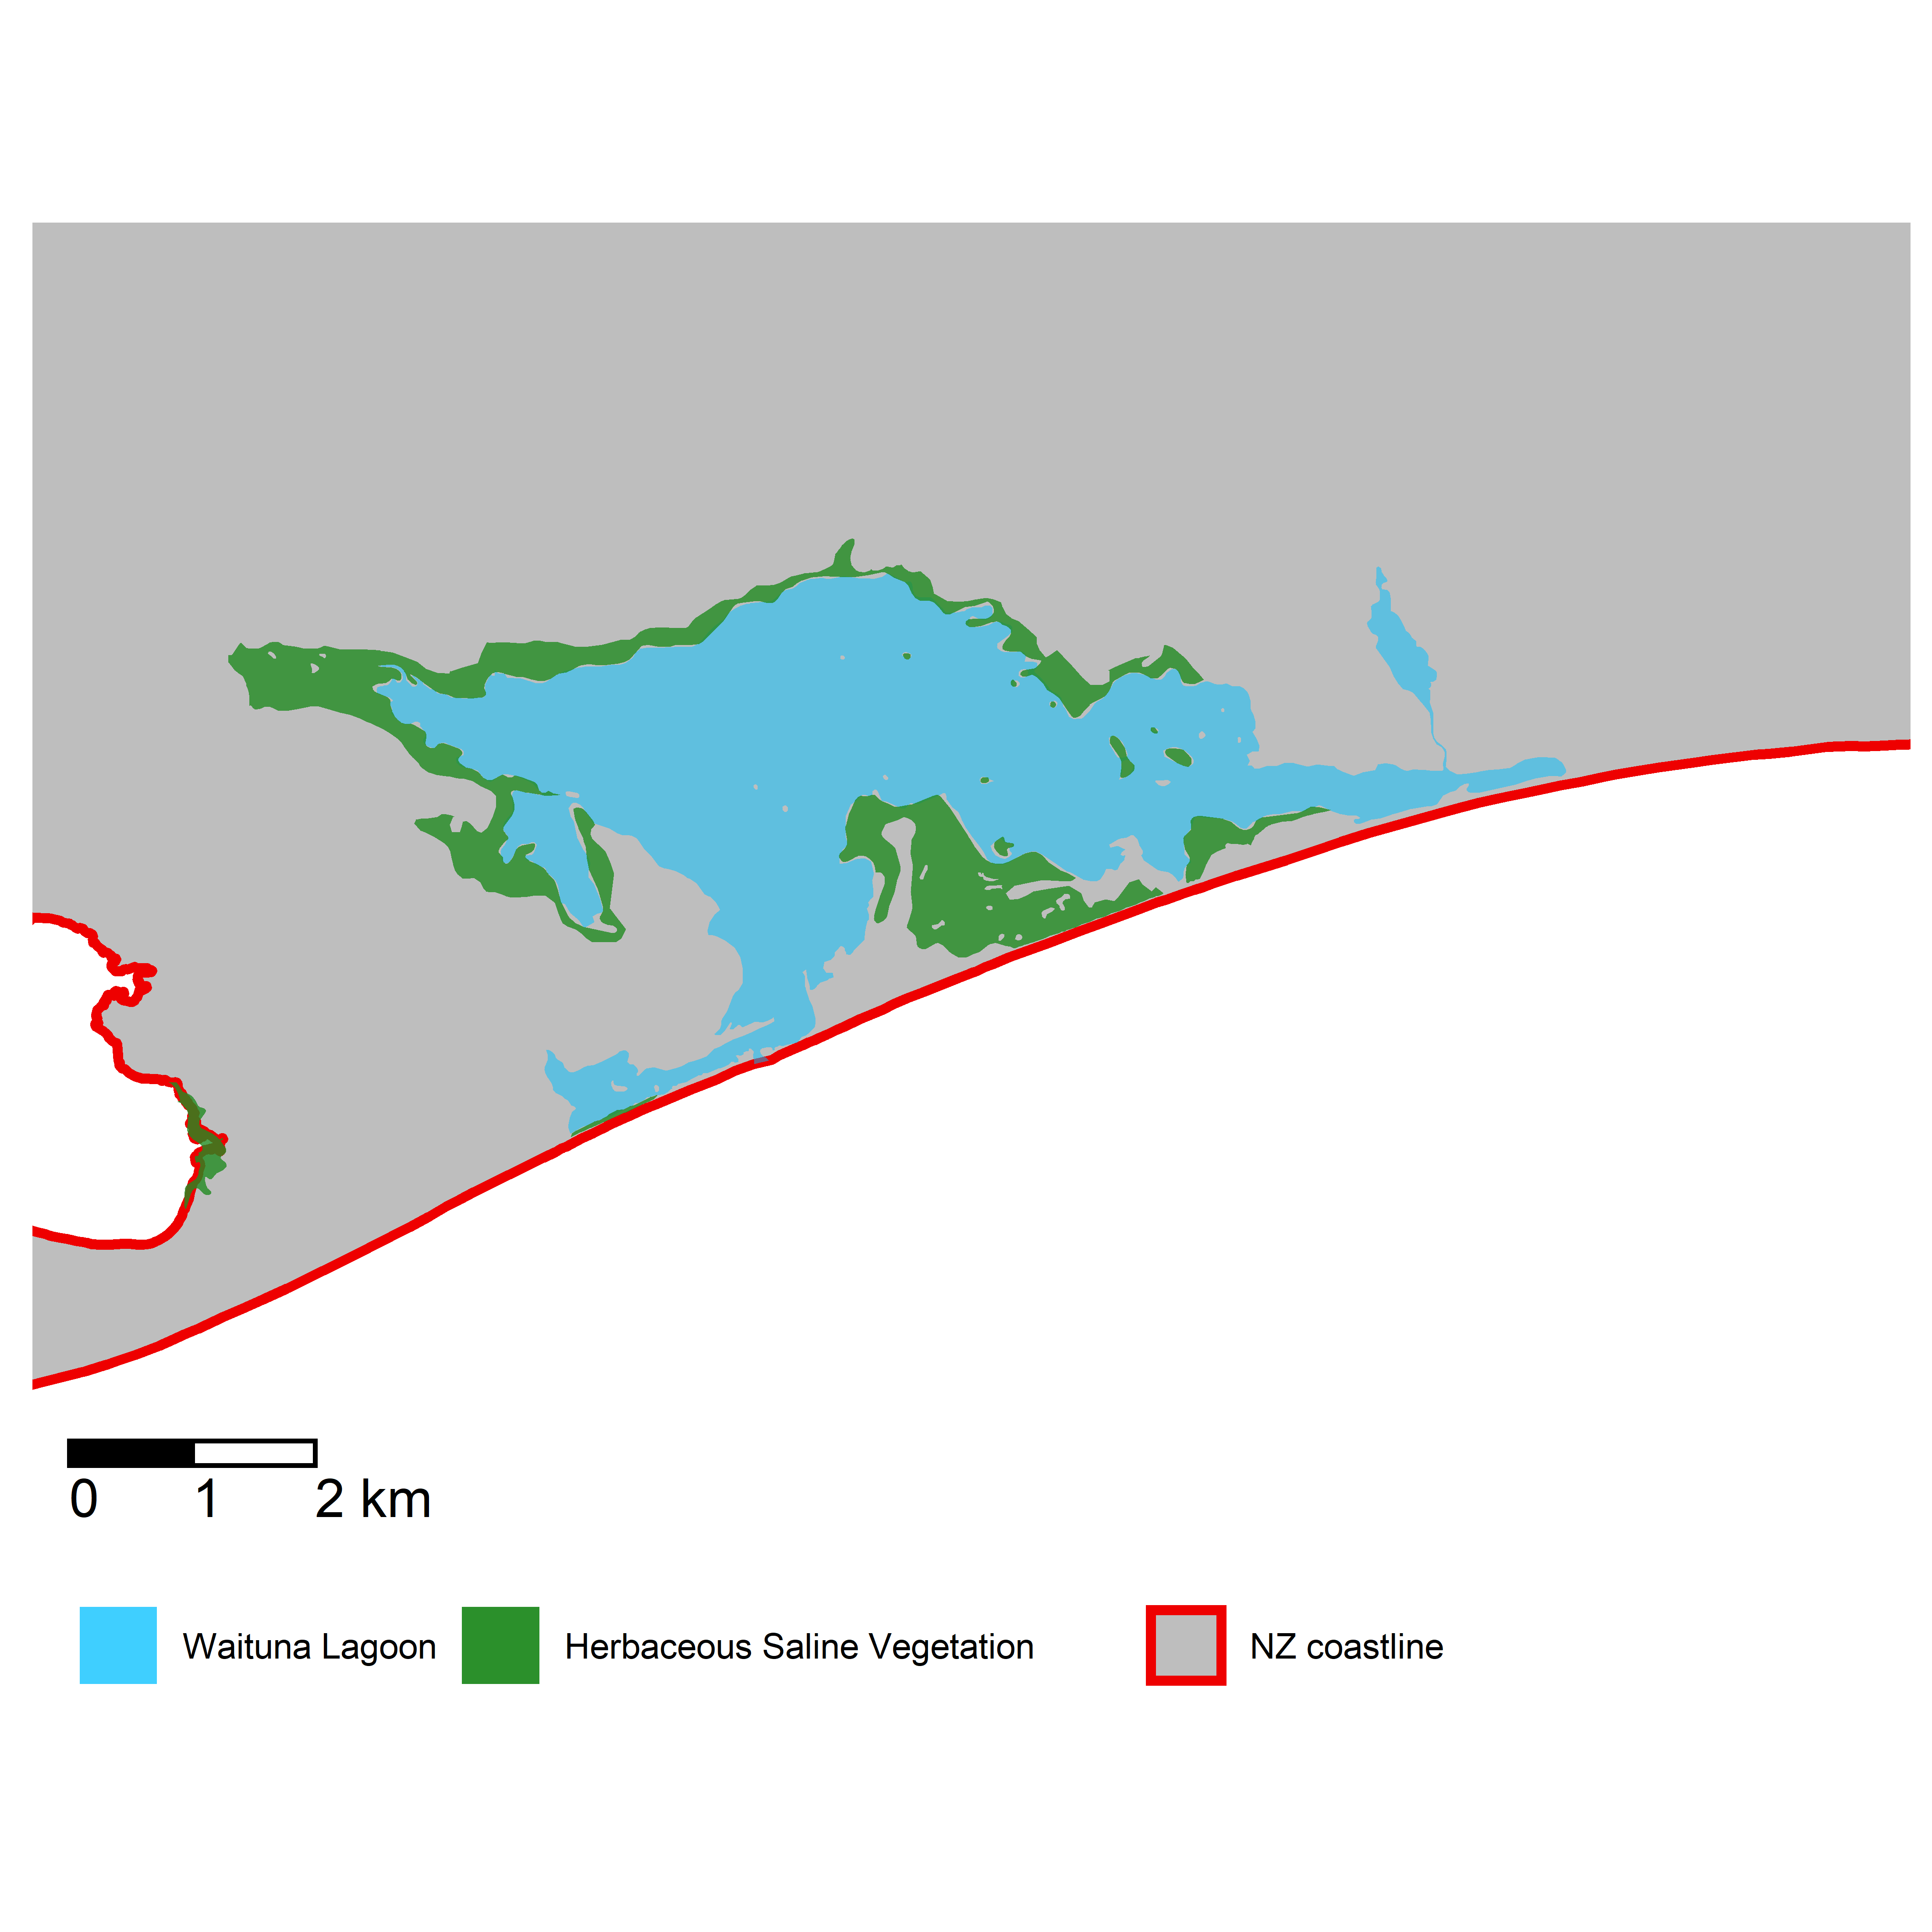 0 1 2 km
Waituna Lagoon Herbaceous Saline Vegetation NZ coastline